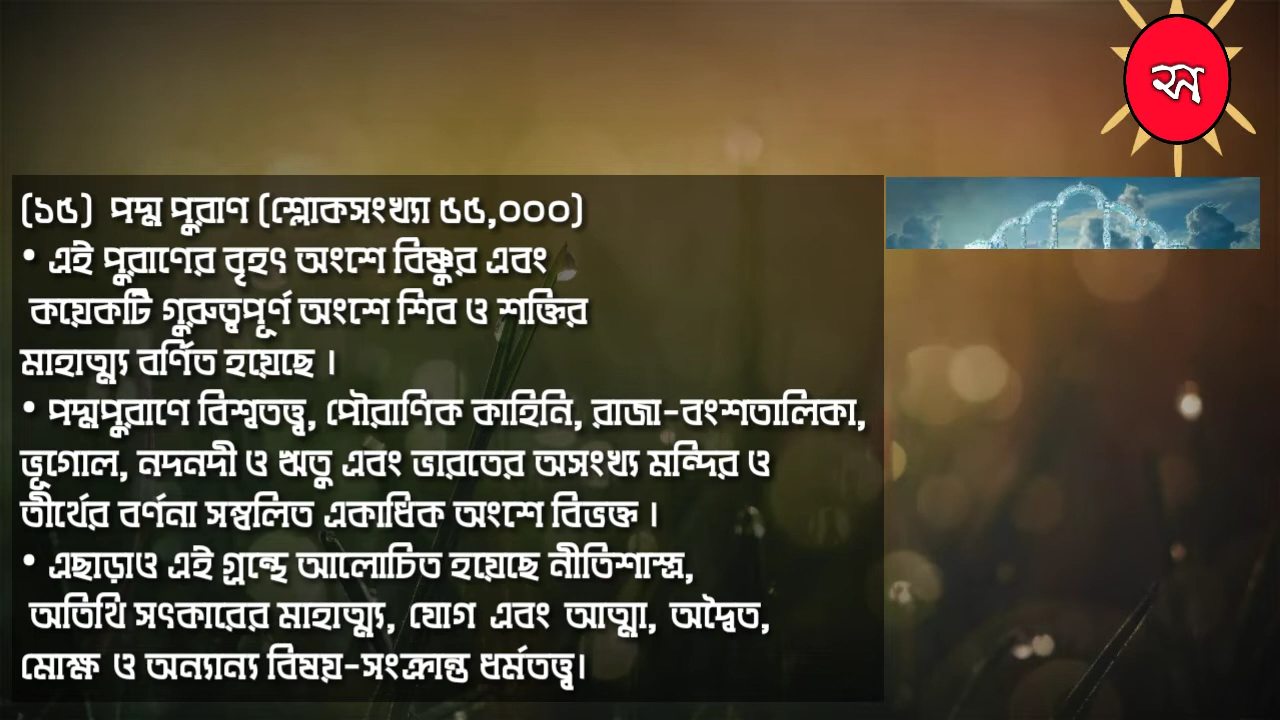 স
(১৫) পদ্ম পুরাণ (শ্লোকসংখ্যা ৫৫,০০০)
• এই পুরাণের বৃহৎ অংশে বিষ্ণুর এবং
কয়েকটি গুরুত্বপূর্ণ অংশে শিব ও শক্তির
মাহাত্ম্য বর্ণিত হয়েছে ।
• পদ্মপুরাণে বিশ্বতত্ত্ব, পৌরাণিক কাহিনি, রাজা-বংশতালিকা,
ভূগোল, নদনদী ও ঋতু এবং ভারতের অসংখ্য মন্দির ও
তীর্থের বর্ণনা সম্বলিত একাধিক অংশে বিভক্ত ।
• এছাড়াও এই গ্রন্থে আলোচিত হয়েছে নীতিশাস্ত্র,
অতিথি সৎকারের মাহাত্ম্য, যোগ এবং আত্মা, অদ্বৈত,
মোক্ষ ও অন্যান্য বিষয়-সংক্রান্ত ধর্মতত্ত্ব।